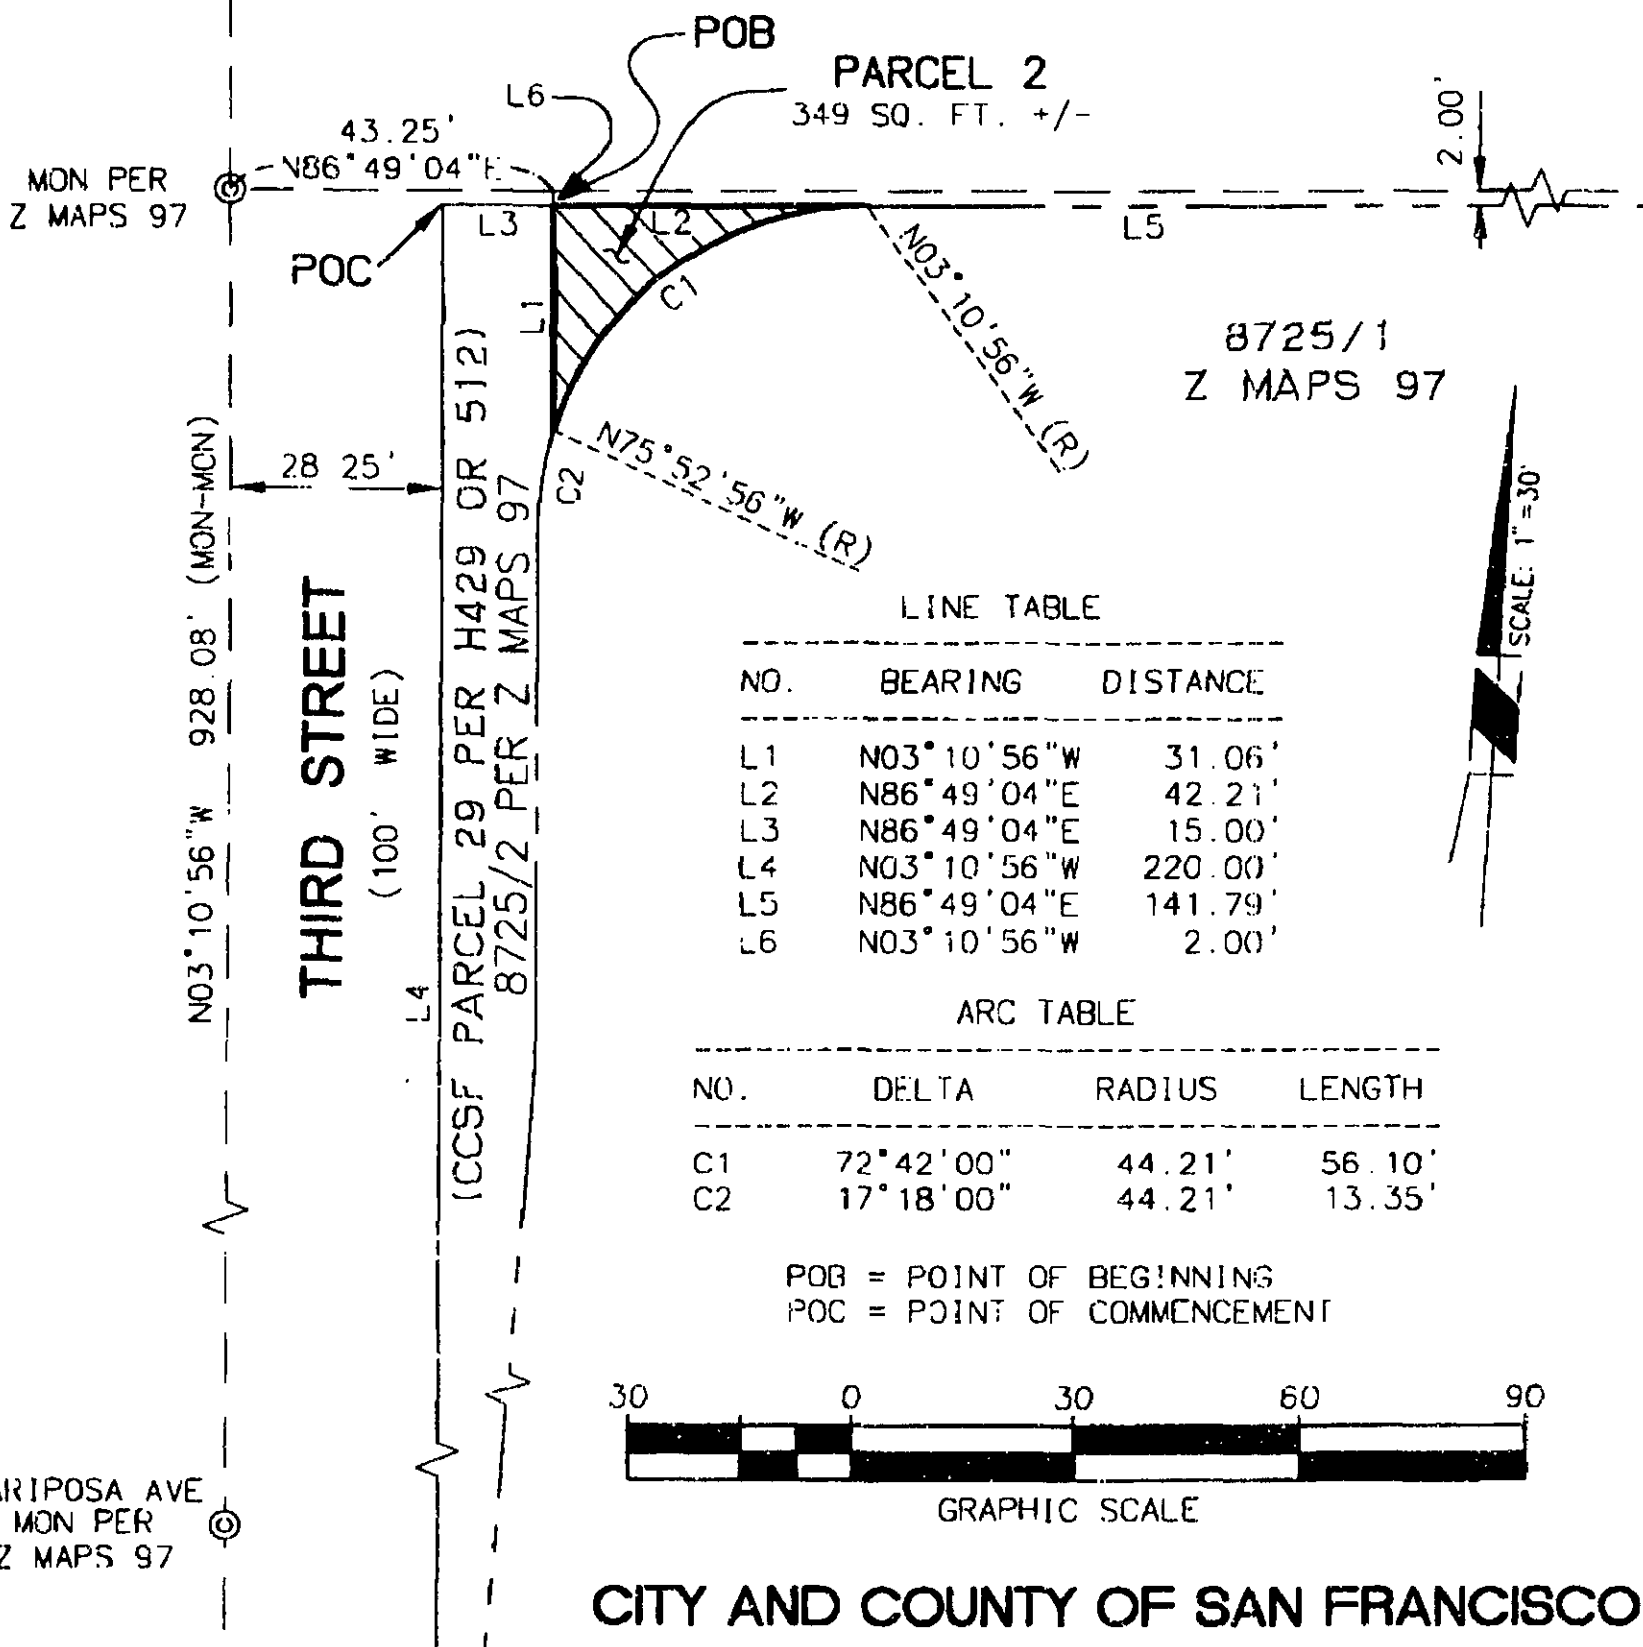 POB
L6
PARCEL 2
349 SQ. FT. +/-
2.00'
43.25'
N86°49'04"E
MON PER
Z MAPS 97
L3
L2
L5
POC
L1
C1
N03°10'56"W (R)
8725/1
Z MAPS 97
N75°52'56"W (R)
C2
28 25'
N03°10'56"W 928.08' (MON-MON)
THIRD STREET
(100' WIDE)
L4
(CCSF PARCEL 29 PER H429 OR 512)
8725/2 PER Z MAPS 97
SCALE: 1"=30'
LINE TABLE
NO. BEARING DISTANCE
L1 N03°10'56"W 31.06'
L2 N86°49'04"E 42.21'
L3 N86°49'04"E 15.00'
L4 N03°10'56"W 220.00'
L5 N86°49'04"E 141.79'
L6 N03°10'56"W 2.00'
ARC TABLE
NO. DELTA RADIUS LENGTH
C1 72°42'00" 44.21' 56.10'
C2 17°18'00" 44.21' 13.35'
POB = POINT OF BEGINNING
POC = POINT OF COMMENCEMENT
30 0 30 60 90
GRAPHIC SCALE
ARIPOSA AVE
MON PER
Z MAPS 97
CITY AND COUNTY OF SAN FRANCISCO